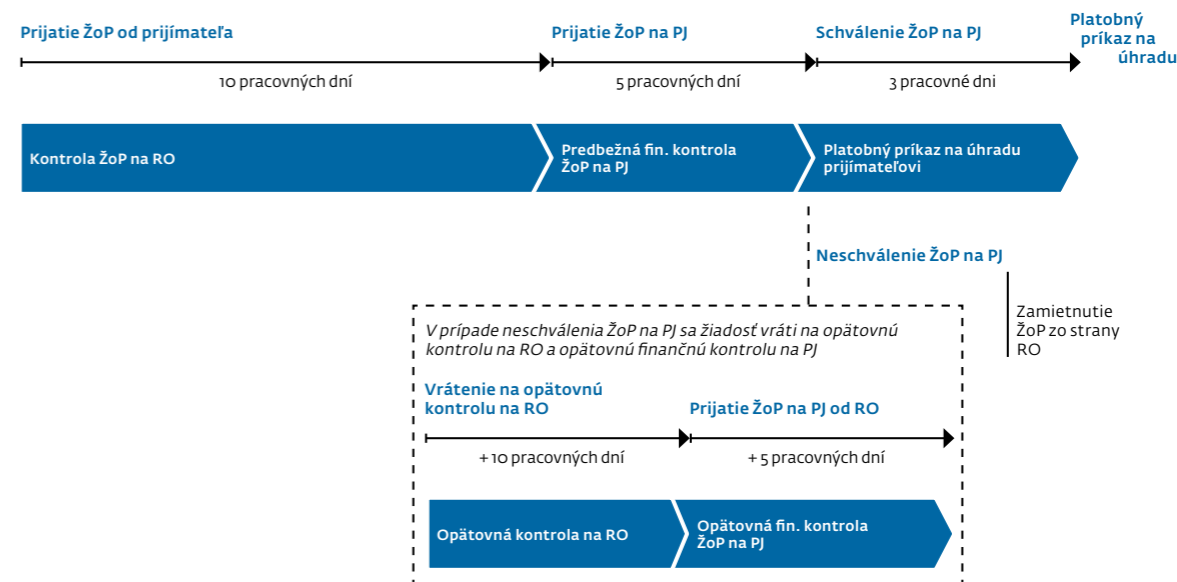 Prijatie ŽoP od prijímateľa
Prijatie ŽoP na PJ
Schválenie ŽoP na PJ
Platobný
príkaz na
úhradu
10 pracovných dní
5 pracovných dní
3 pracovné dni
Kontrola ŽoP na RO
Predbežná fin. kontrola
ŽoP na PJ
Platobný príkaz na úhradu
prijímateľovi
Neschválenie ŽoP na PJ
Zamietnutie
ŽoP zo strany
RO
V prípade neschválenia ŽoP na PJ sa žiadosť vráti na opätovnú
kontrolu na RO a opätovnú finančnú kontrolu na PJ
Vrátenie na opätovnú
kontrolu na RO
Prijatie ŽoP na PJ od RO
+ 10 pracovných dní
+ 5 pracovných dní
Opätovná kontrola na RO
Opätovná fin. kontrola
ŽoP na PJ